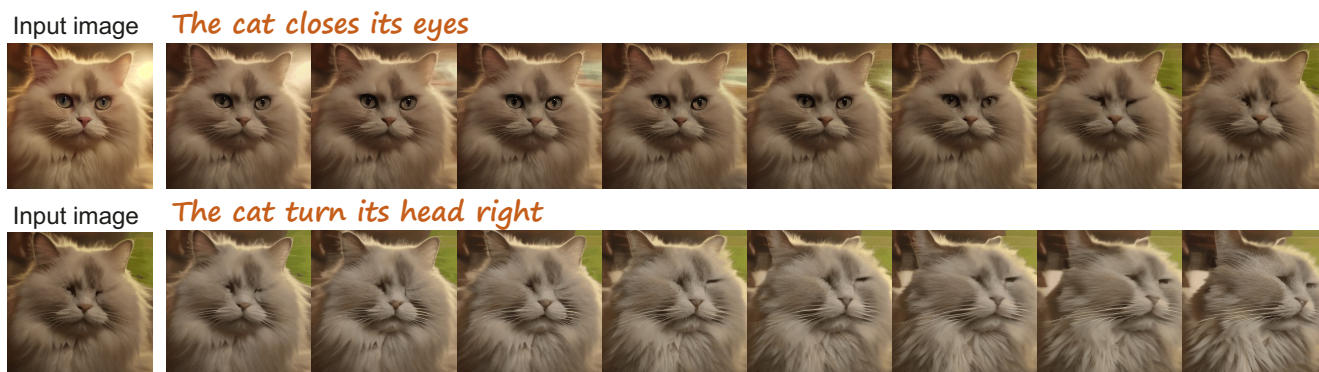 Input image
The cat closes its eyes
Input image
The cat turn its head right